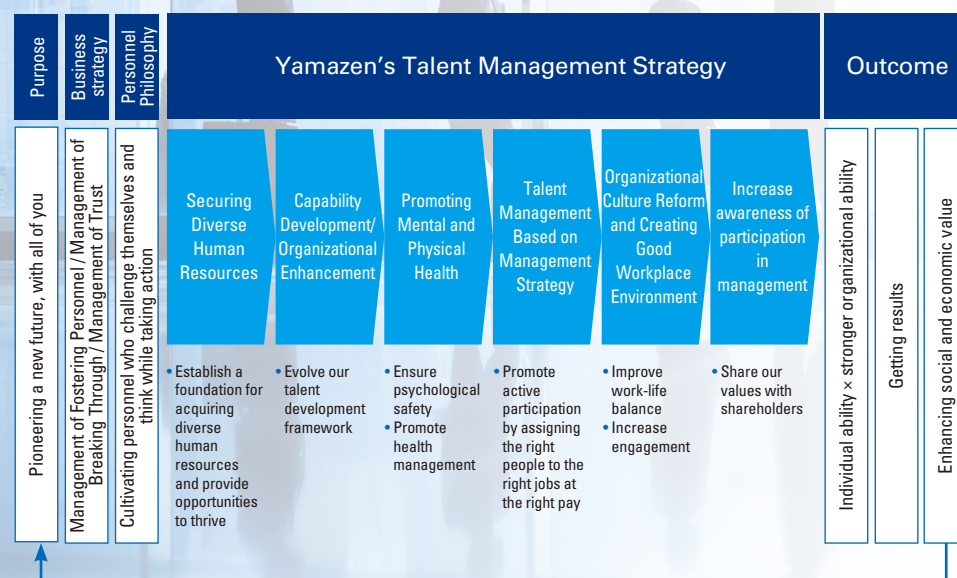 Purpose
Business
strategy
Personnel
Philosophy
Yamazen's Talent Management Strategy
Outcome
Pioneering a new future, with all of you
Management of Fostering Personnel / Management of
Breaking Through / Management of Trust
Cultivating personnel who challenge themselves and
think while taking action
Securing
Diverse
Human
Resources
Capability
Development/
Organizational
Enhancement
Promoting
Mental and
Physical
Health
Talent
Management
Based on
Management
Strategy
Organizational
Culture Reform
and Creating
Good
Workplace
Environment
Increase
awareness of
participation
in
management
• Establish a
foundation for
acquiring
diverse
human
resources
and provide
opportunities
to thrive
• Evolve our
talent
development
framework
• Ensure
psychological
safety
• Promote
health
management
• Promote
active
participation
by assigning
the right
people to the
right jobs at
the right pay
• Improve
work-life
balance
• Increase
engagement
• Share our
values with
shareholders
Individual ability × stronger organizational ability
Getting results
Enhancing social and economic value